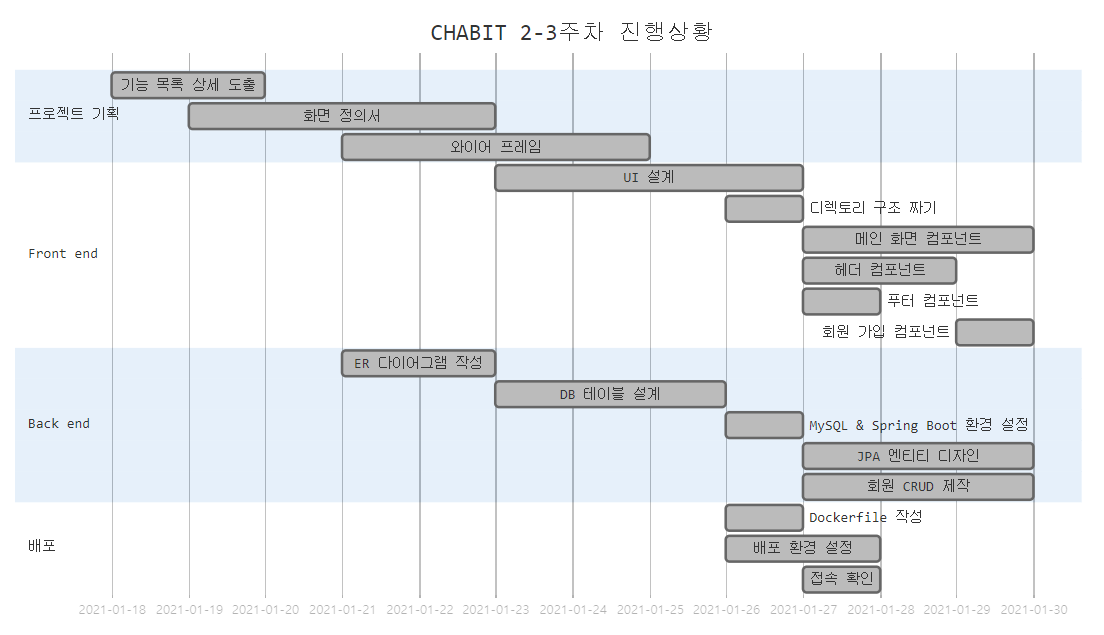 CHABIT 2-3주차 진행상황
프로젝트 기획
기능 목록 상세 도출
화면 정의서
와이어 프레임
Front end
UI 설계
디렉토리 구조 짜기
메인 화면 컴포넌트
헤더 컴포넌트
푸터 컴포넌트
회원 가입 컴포넌트
Back end
ER 다이어그램 작성
DB 테이블 설계
MySQL & Spring Boot 환경 설정
JPA 엔티티 디자인
회원 CRUD 제작
배포
Dockerfile 작성
배포 환경 설정
접속 확인
2021-01-18 2021-01-19 2021-01-20 2021-01-21 2021-01-22 2021-01-23 2021-01-24 2021-01-25 2021-01-26 2021-01-27 2021-01-28 2021-01-29 2021-01-30